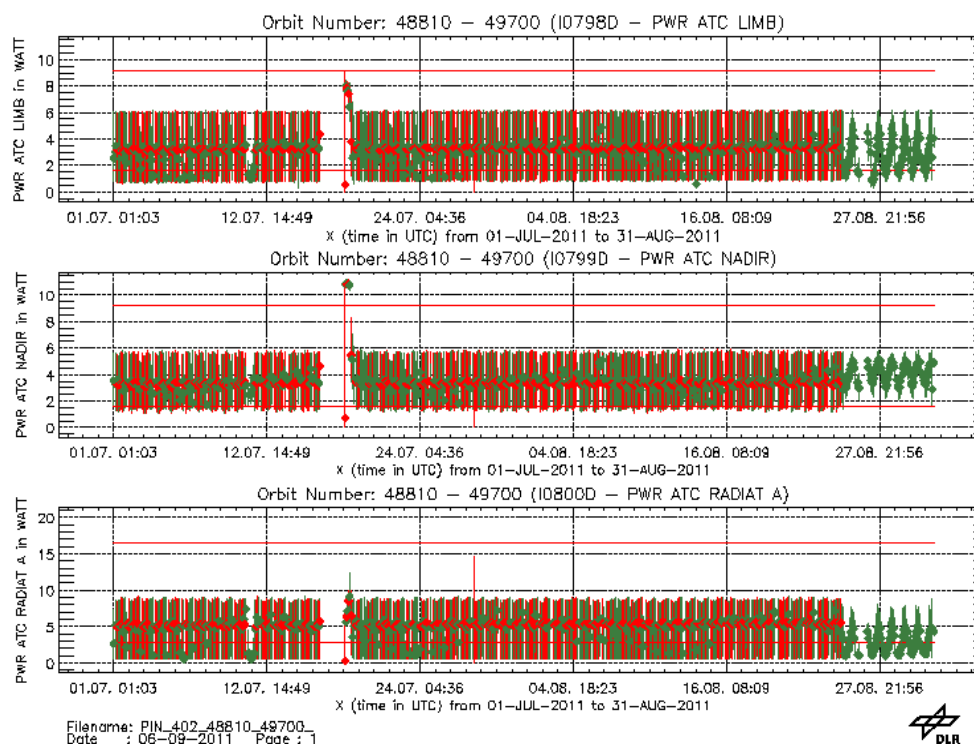 Orbit Number: 48810 – 49700 (I0798D – PWR ATC LIMB)
PWR ATC LIMB in WATT
10
8
6
4
2
0
01.07. 01:03 12.07. 14:49 24.07. 04:36 04.08. 18:23 16.08. 08:09 27.08. 21:56
X (time in UTC) from 01-JUL-2011 to 31-AUG-2011
Orbit Number: 48810 – 49700 (I0799D – PWR ATC NADIR)
PWR ATC NADIR in WATT
10
8
6
4
2
0
01.07. 01:03 12.07. 14:49 24.07. 04:36 04.08. 18:23 16.08. 08:09 27.08. 21:56
X (time in UTC) from 01-JUL-2011 to 31-AUG-2011
Orbit Number: 48810 – 49700 (I0800D – PWR ATC RADIAT A)
PWR ATC RADIAT A in WATT
20
15
10
5
0
01.07. 01:03 12.07. 14:49 24.07. 04:36 04.08. 18:23 16.08. 08:09 27.08. 21:56
X (time in UTC) from 01-JUL-2011 to 31-AUG-2011
Filename: PIN_402_48810_49700_
Date : 06-09-2011 Page : 1
DLR